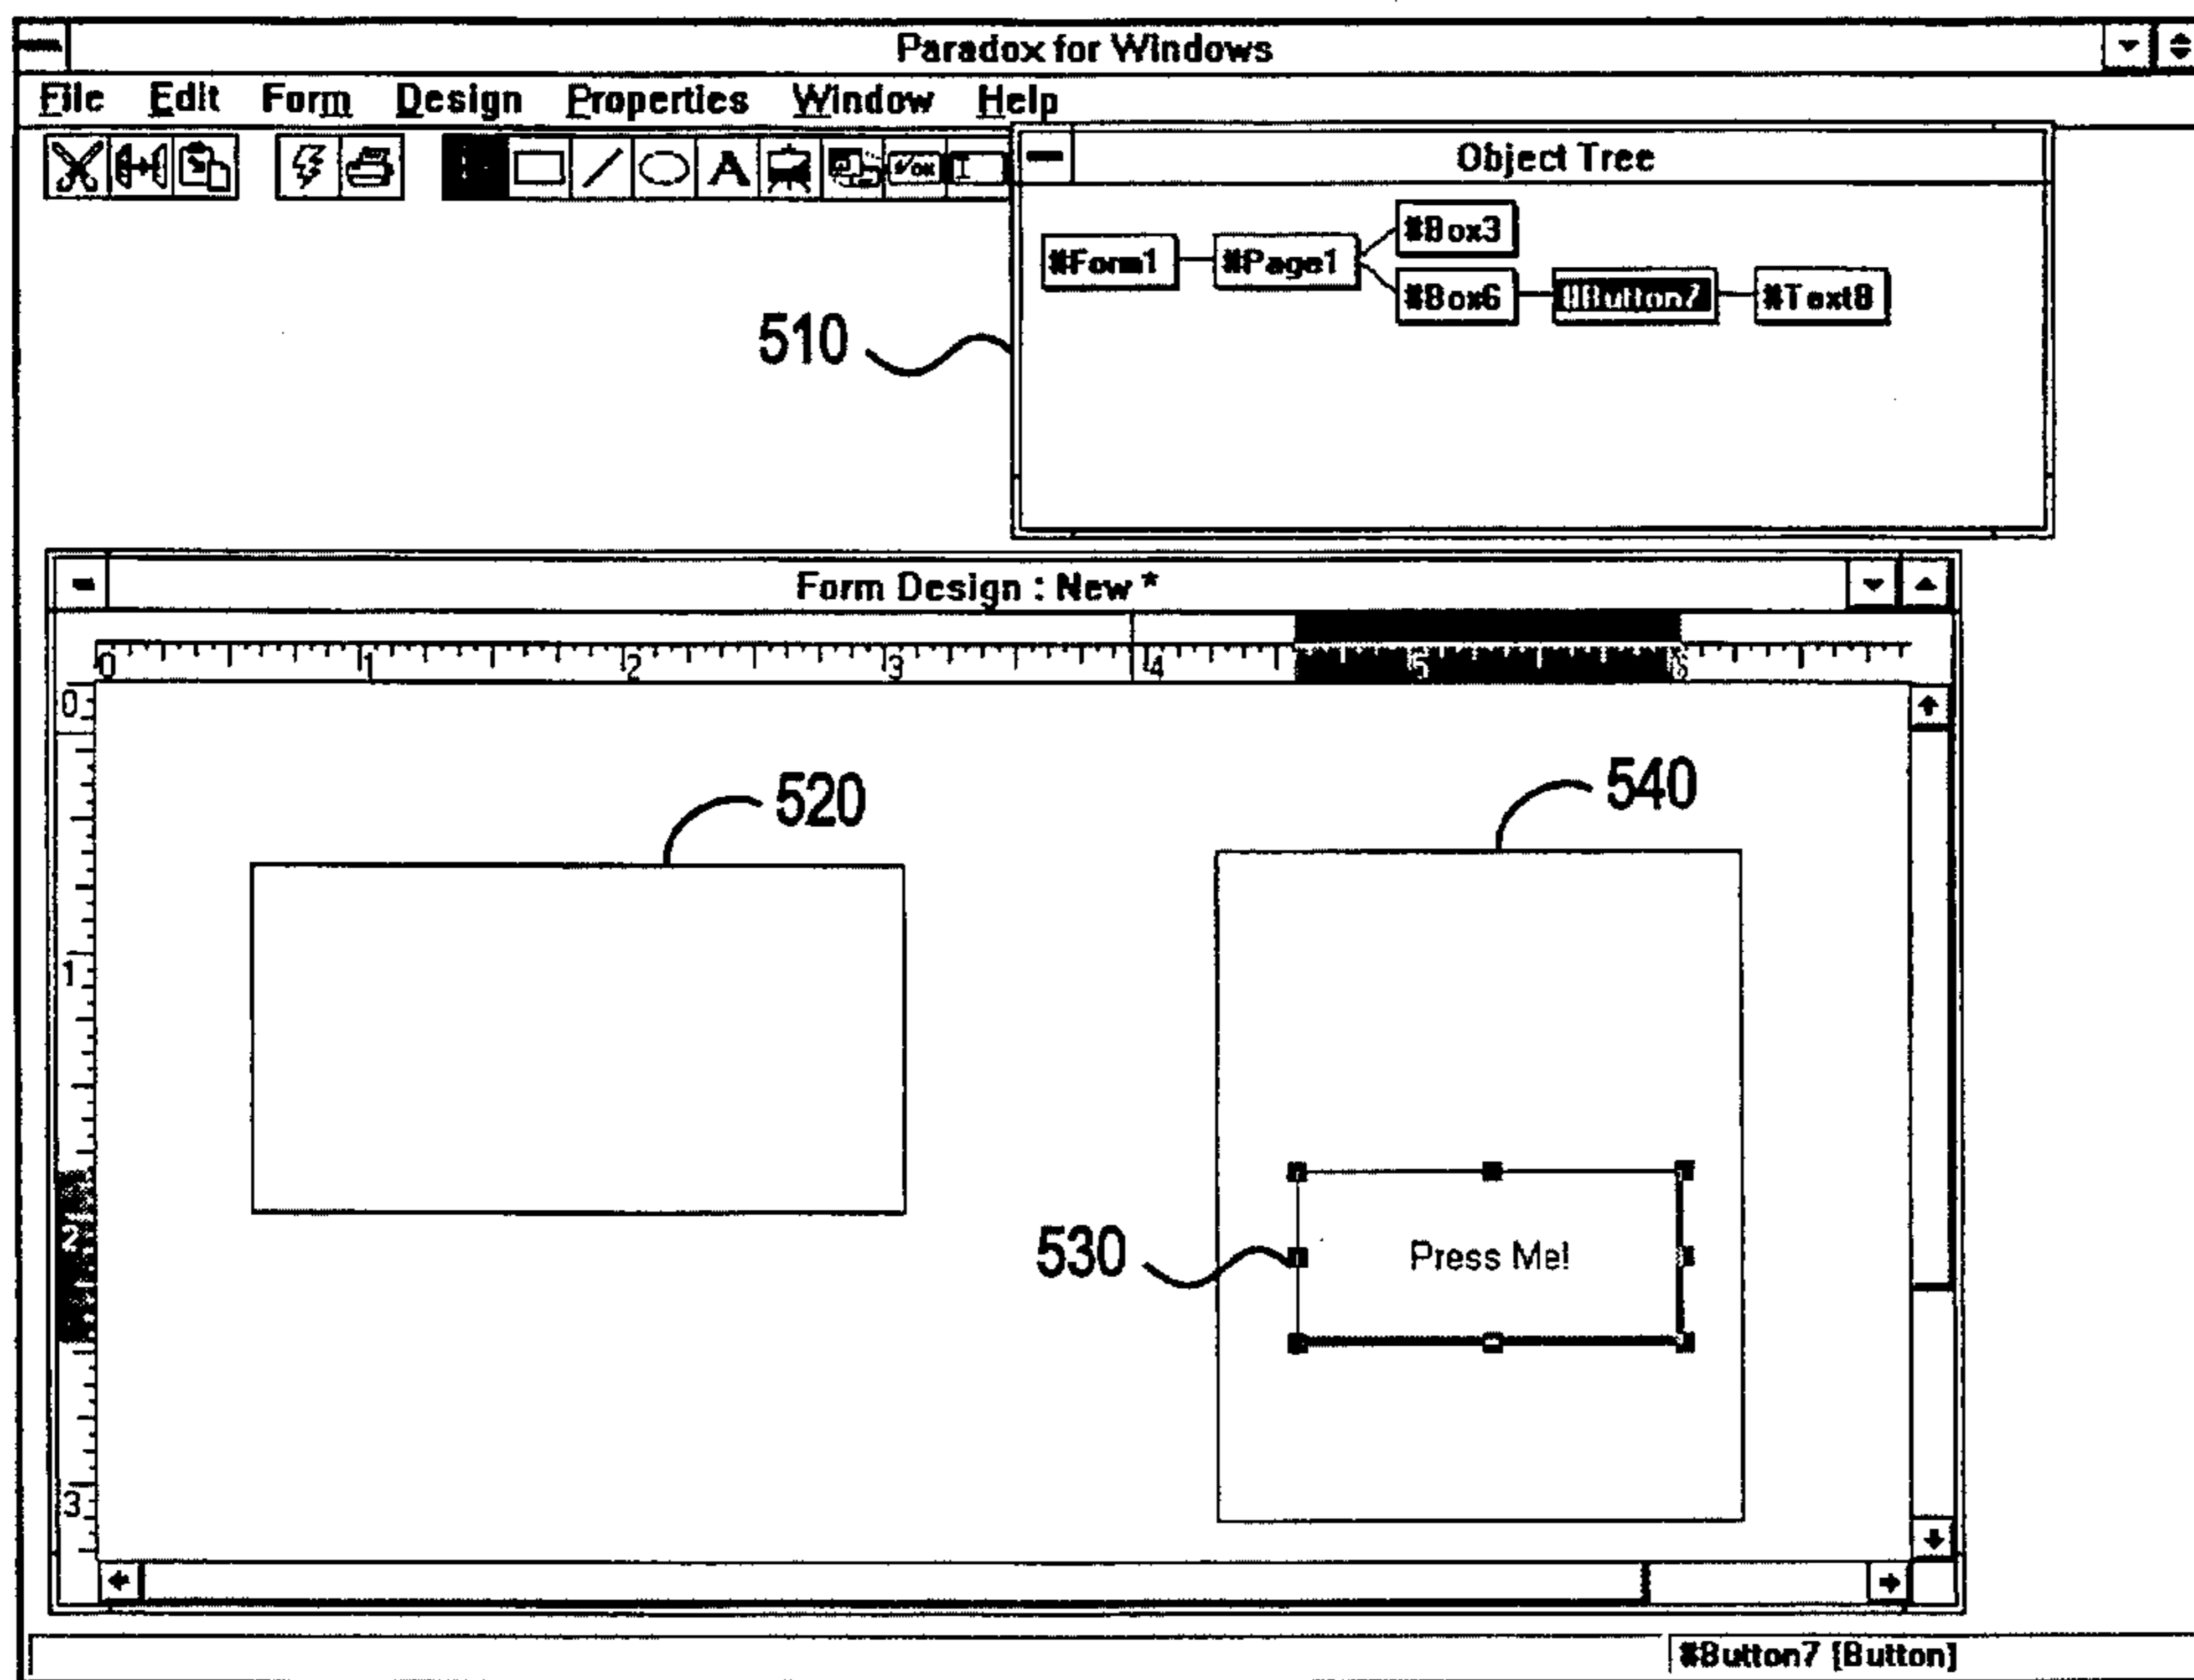 Paradox for Windows
File Edit Form Design Properties Window Help
A
OK
Object Tree
#Box3
#Form1 #Page1
#Box6 #Button7 #Text8
510
Form Design : New *
0 1 2 3 4 5 6
0
520
540
1
2
530
Press Me!
3
#Button7 [Button]